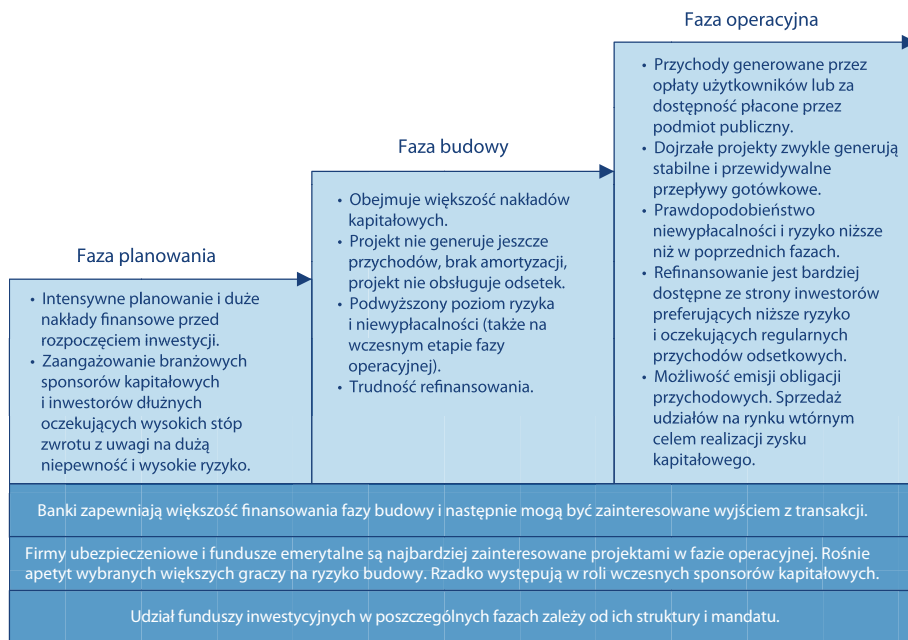 Faza planowania
• Intensywne planowanie i duże
nakłady finansowe przed
rozpoczęciem inwestycji.
• Zaangażowanie branżowych
sponsorów kapitałowych
i inwestorów dłużnych
oczekujących wysokich stóp
zwrotu z uwagi na dużą
niepewność i wysokie ryzyko.
Faza budowy
• Obejmuje większość nakładów
kapitałowych.
• Projekt nie generuje jeszcze
przychodów, brak amortyzacji,
projekt nie obsługuje odsetek.
• Podwyższony poziom ryzyka
i niewypłacalności (także na
wczesnym etapie fazy
operacyjnej).
• Trudność refinansowania.
Faza operacyjna
• Przychody generowane przez
opłaty użytkowników lub za
dostępność płacone przez
podmiot publiczny.
• Dojrzałe projekty zwykle generują
stabilne i przewidywalne
przepływy gotówkowe.
• Prawdopodobieństwo
niewypłacalności i ryzyko niższe
niż w poprzednich fazach.
• Refinansowanie jest bardziej
dostępne ze strony inwestorów
preferujących niższe ryzyko
i oczekujących regularnych
przychodów odsetkowych.
• Możliwość emisji obligacji
przychodowych. Sprzedaż
udziałów na rynku wtórnym
celem realizacji zysku
kapitałowego.
Banki zapewniają większość finansowania fazy budowy i następnie mogą być zainteresowane wyjściem z transakcji.
Firmy ubezpieczeniowe i fundusze emerytalne są najbardziej zainteresowane projektami w fazie operacyjnej. Rośnie
apetyt wybranych większych graczy na ryzyko budowy. Rzadko występują w roli wczesnych sponsorów kapitałowych.
Udział funduszy inwestycyjnych w poszczególnych fazach zależy od ich struktury i mandatu.